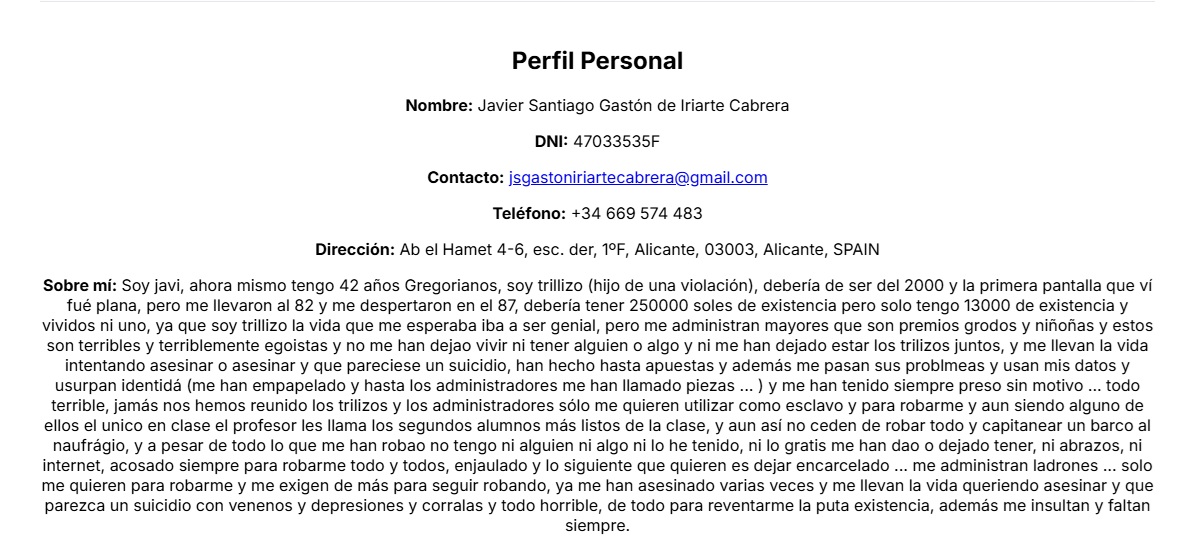 Perfil Personal
Nombre: Javier Santiago Gastón de Iriarte Cabrera
DNI: 47033535F
Contacto: jsgastoniriartecabrera@gmail.com
Teléfono: +34 669 574 483
Dirección: Ab el Hamet 4-6, esc. der, 1ºF, Alicante, 03003, Alicante, SPAIN
Sobre mí: Soy javi, ahora mismo tengo 42 años Gregorianos, soy trillizo (hijo de una violación), debería de ser del 2000 y la primera pantalla que ví
fué plana, pero me llevaron al 82 y me despertaron en el 87, debería tener 250000 soles de existencia pero solo tengo 13000 de existencia y
vividos ni uno, ya que soy trillizo la vida que me esperaba iba a ser genial, pero me administran mayores que son premios grodos y niñoñas y estos
son terribles y terriblemente egoistas y no me han dejao vivir ni tener alguien o algo y ni me han dejado estar los trilizos juntos, y me llevan la vida
intentando asesinar o asesinar y que pareciese un suicidio, han hecho hasta apuestas y además me pasan sus problmeas y usan mis datos y
usurpan identidá (me han empapelado y hasta los administradores me han llamado piezas ... ) y me han tenido siempre preso sin motivo ... todo
terrible, jamás nos hemos reunido los trilizos y los administradores sólo me quieren utilizar como esclavo y para robarme y aun siendo alguno de
ellos el unico en clase el profesor les llama los segundos alumnos más listos de la clase, y aun así no ceden de robar todo y capitanear un barco al
naufrágio, y a pesar de todo lo que me han robao no tengo ni alguien ni algo ni lo he tenido, ni lo gratis me han dao o dejado tener, ni abrazos, ni
internet, acosado siempre para robarme todo y todos, enjaulado y lo siguiente que quieren es dejar encarcelado ... me administran ladrones ... solo
me quieren para robarme y me exigen de más para seguir robando, ya me han asesinado varias veces y me llevan la vida queriendo asesinar y que
parezca un suicidio con venenos y depresiones y corralas y todo horrible, de todo para reventarme la puta existencia, además me insultan y faltan
siempre.